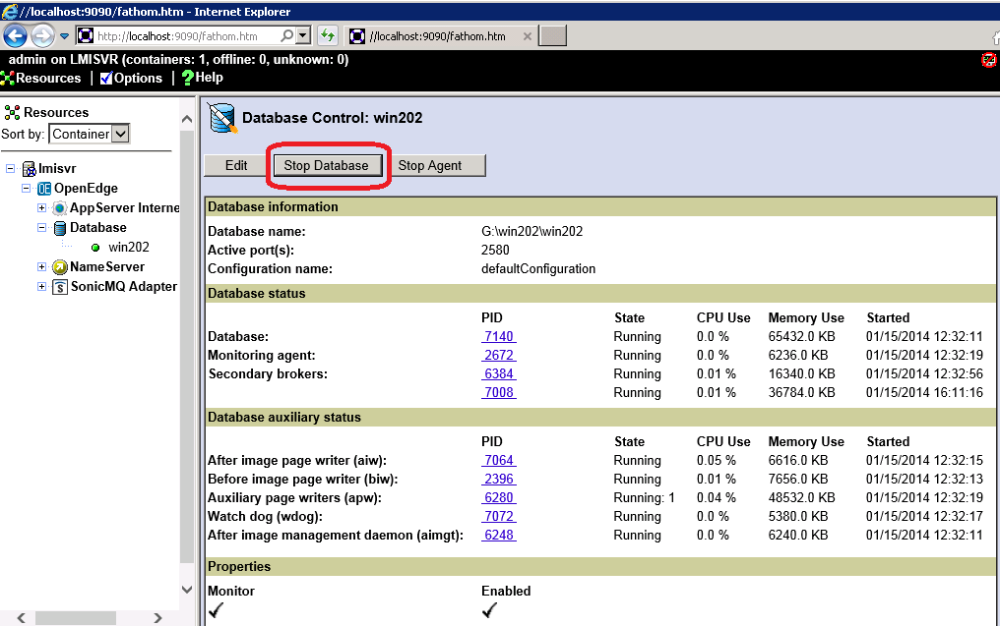 //localhost:9090/fathom.htm - Internet Explorer
http://localhost:9090/fathom.htm //localhost:9090/fathom.htm
admin on LMISVR (containers: 1, offline: 0, unknown: 0)
Resources | Options | ? Help
Resources
Sort by: Container
lmisvr
OpenEdge
AppServer Interne
Database
win202
NameServer
SonicMQ Adapter
Database Control: win202
Edit Stop Database Stop Agent
Database information
Database name: G:\win202\win202
Active port(s): 2580
Configuration name: defaultConfiguration
Database status
PID State CPU Use Memory Use Started
Database: 7140 Running 0.0 % 65432.0 KB 01/15/2014 12:32:11
Monitoring agent: 2672 Running 0.0 % 6236.0 KB 01/15/2014 12:32:19
Secondary brokers: 6384 Running 0.01 % 16340.0 KB 01/15/2014 12:32:56
7008 Running 0.01 % 36784.0 KB 01/15/2014 16:11:16
Database auxiliary status
PID State CPU Use Memory Use Started
After image page writer (aiw): 7064 Running 0.05 % 6616.0 KB 01/15/2014 12:32:15
Before image page writer (biw): 2396 Running 0.01 % 7656.0 KB 01/15/2014 12:32:13
Auxiliary page writers (apw): 6280 Running: 1 0.04 % 48532.0 KB 01/15/2014 12:32:19
Watch dog (wdog): 7072 Running 0.0 % 5380.0 KB 01/15/2014 12:32:17
After image management daemon (aimgt): 6248 Running 0.0 % 6240.0 KB 01/15/2014 12:32:11
Properties
Monitor Enabled